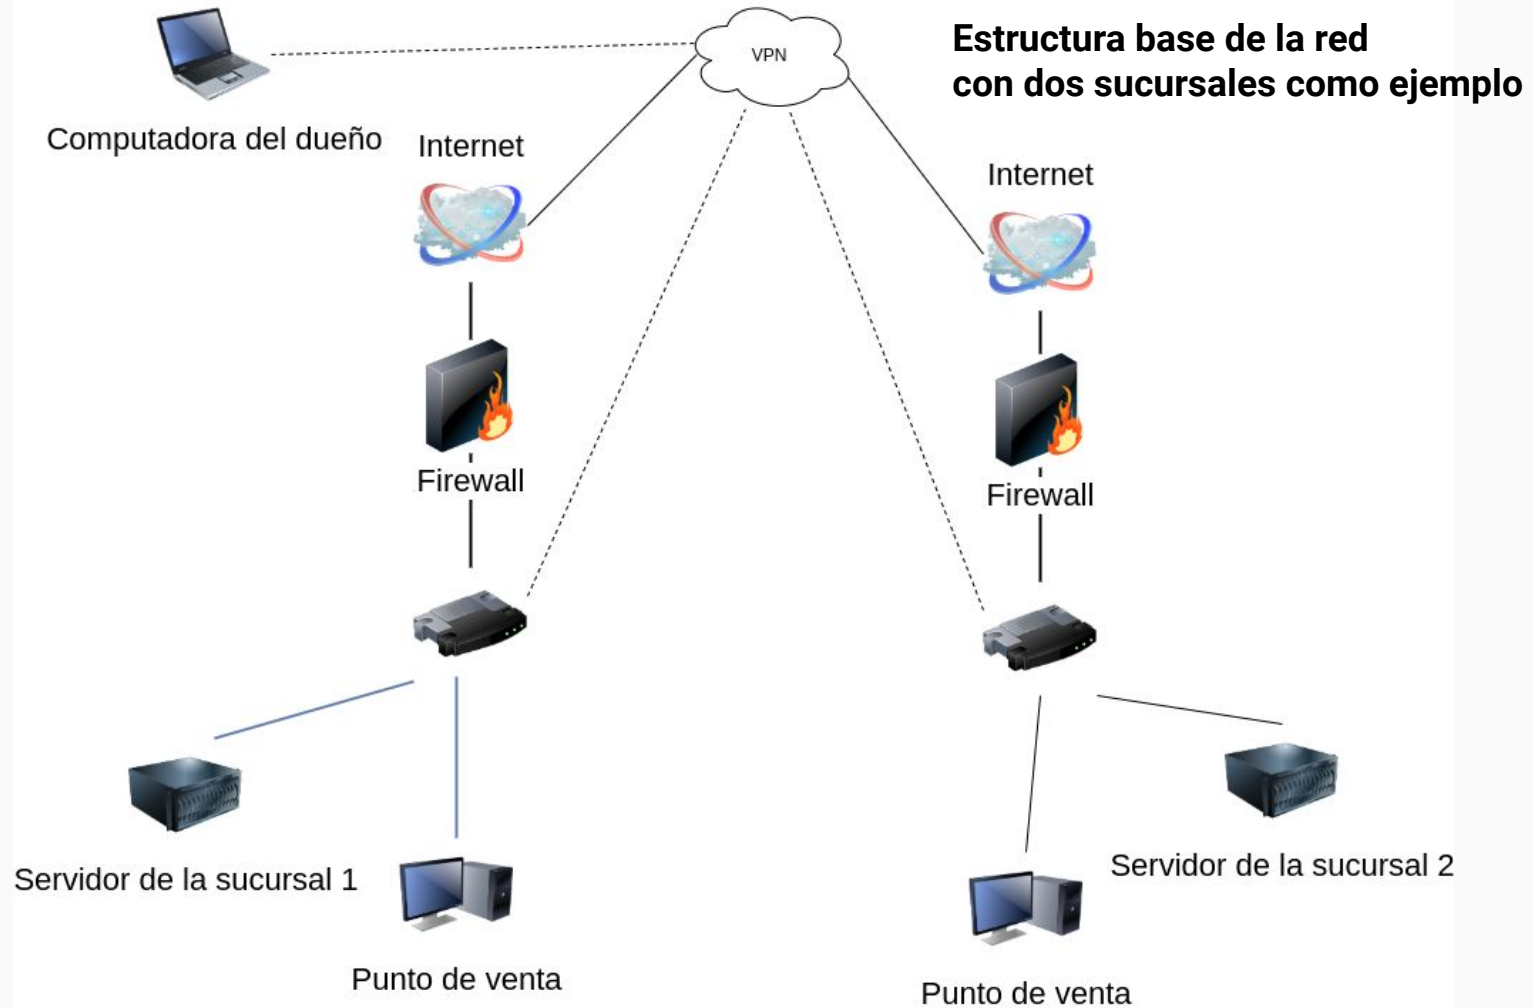 Estructura base de la red
con dos sucursales como ejemplo
VPN
Computadora del dueño
Internet
Internet
Firewall
Firewall
Servidor de la sucursal 1
Servidor de la sucursal 2
Punto de venta
Punto de venta